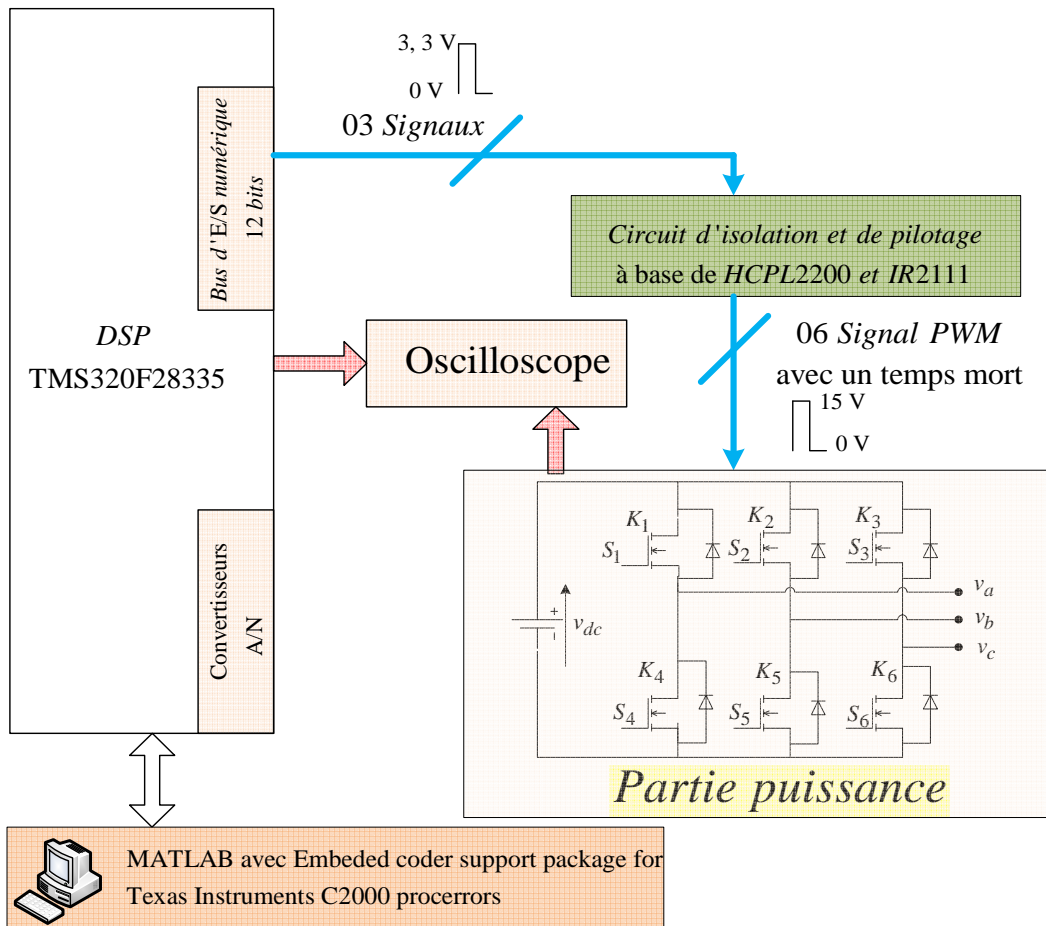 3, 3 V
0 V
03 Signaux
Bus d'E/S numérique
12 bits
Circuit d'isolation et de pilotage
à base de HCPL2200 et IR2111
DSP
TMS320F28335
Oscilloscope
06 Signal PWM
avec un temps mort
15 V
0 V
Convertisseurs
A/N
K1
K2
K3
S1
S2
S3
va
vb
vc
+
-
vdc
K4
K5
K6
S4
S5
S6
Partie puissance
MATLAB avec Embeded coder support package for
Texas Instruments C2000 procerrors